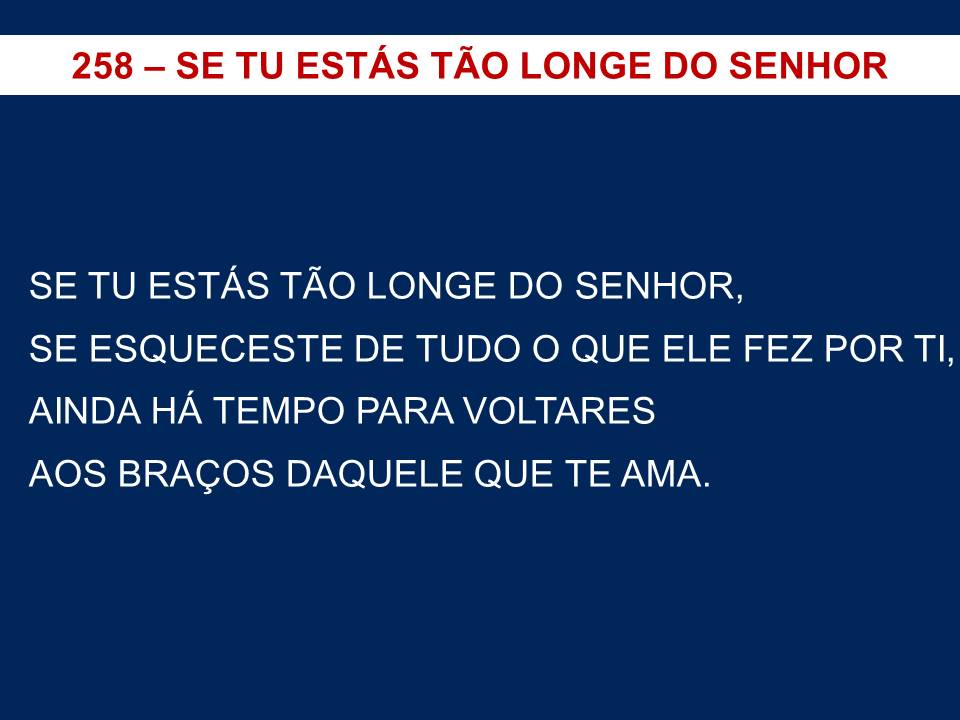 258 – SE TU ESTÁS TÃO LONGE DO SENHOR
SE TU ESTÁS TÃO LONGE DO SENHOR,
SE ESQUECESTE DE TUDO O QUE ELE FEZ POR TI,
AINDA HÁ TEMPO PARA VOLTARES
AOS BRAÇOS DAQUELE QUE TE AMA.